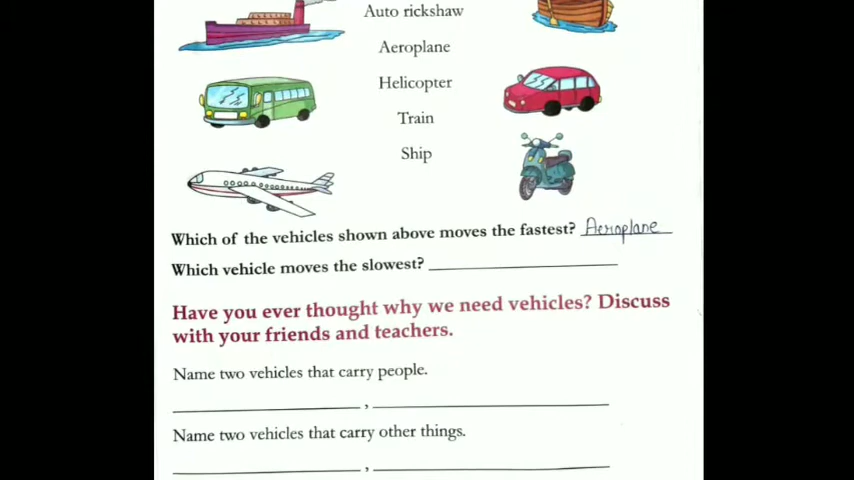 Auto rickshaw
Aeroplane
Helicopter
Train
Ship
Which of the vehicles shown above moves the fastest? Aeroplane
Which vehicle moves the slowest?
Have you ever thought why we need vehicles? Discuss
with your friends and teachers.
Name two vehicles that carry people.
,
Name two vehicles that carry other things.
,